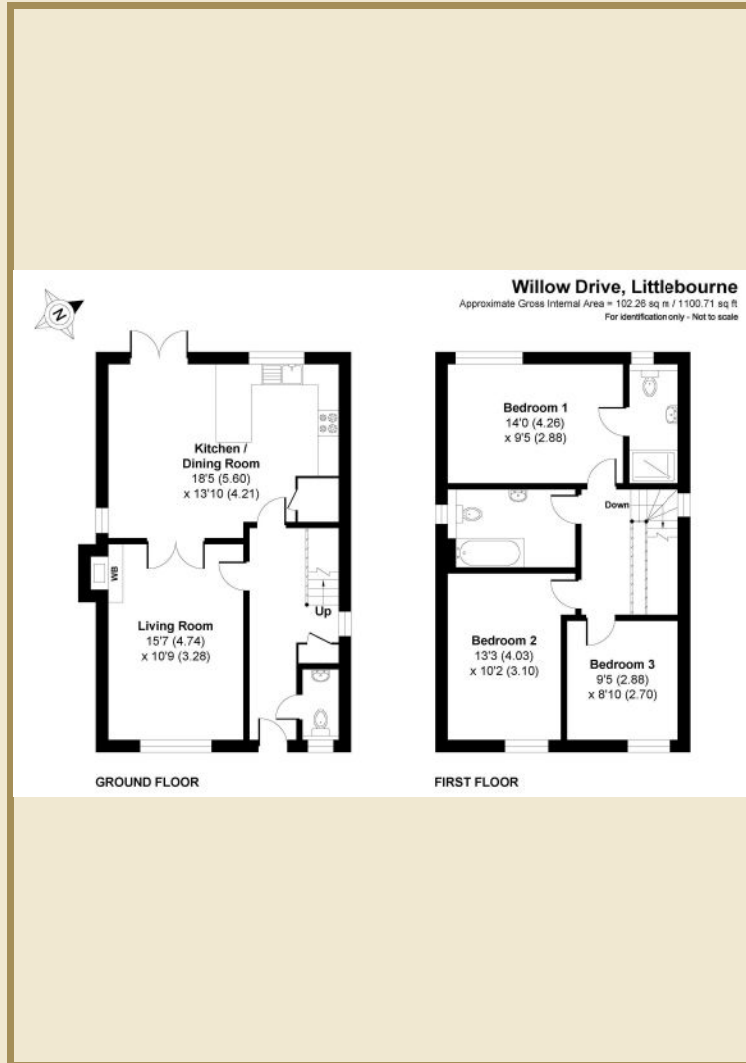 Willow Drive, Littlebourne
Approximate Gross Internal Area = 102.26 sq m / 1100.71 sq ft
For identification only - Not to scale
N
Kitchen /
Dining Room
18'5 (5.60)
x 13'10 (4.21)
WB
Living Room
15'7 (4.74)
x 10'9 (3.28)
Up
GROUND FLOOR
Bedroom 1
14'0 (4.26)
x 9'5 (2.88)
Down
Bedroom 2
13'3 (4.03)
x 10'2 (3.10)
Bedroom 3
9'5 (2.88)
x 8'10 (2.70)
FIRST FLOOR